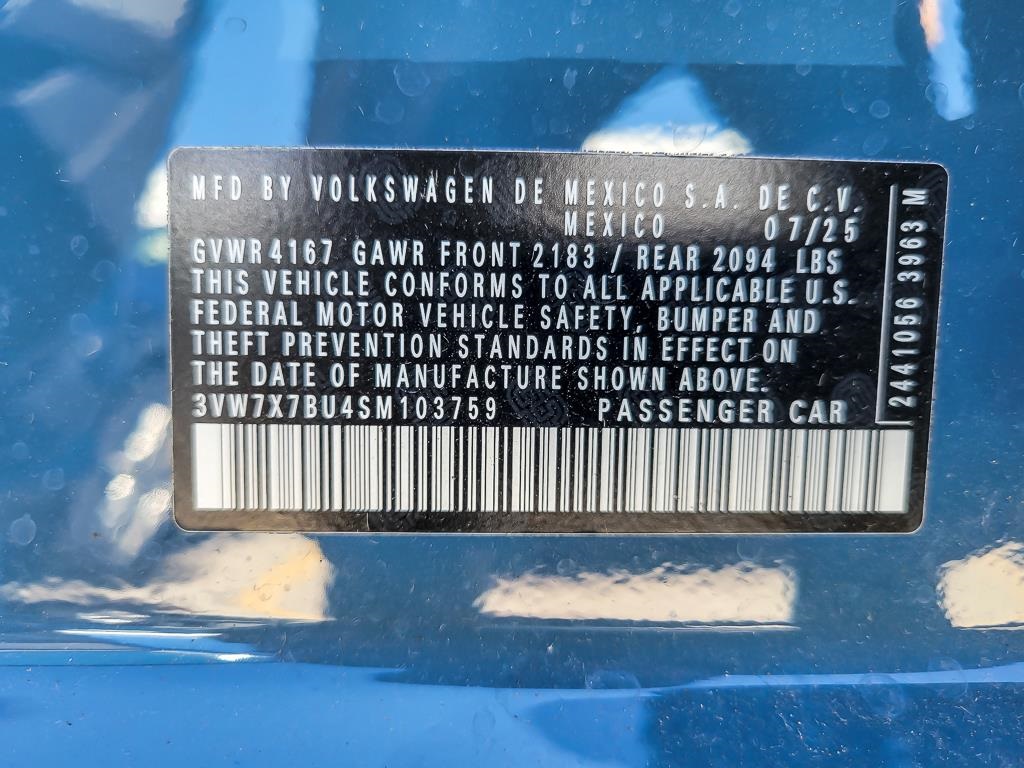 MFD BY VOLKSWAGEN DE MEXICO S.A. DE C.V.
MEXICO 07/25
GVWR 4167 GAWR FRONT 2183 / REAR 2094 LBS
THIS VEHICLE CONFORMS TO ALL APPLICABLE U.S.
FEDERAL MOTOR VEHICLE SAFETY, BUMPER AND
THEFT PREVENTION STANDARDS IN EFFECT ON
THE DATE OF MANUFACTURE SHOWN ABOVE.
3VW7X7BU4SM103759 PASSENGER CAR
2441056 3963 M